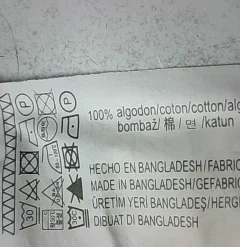 100% algodon/coton/cotton/alg
bombaž/ 棉 / 면 /katun
HECHO EN BANGLADESH/FABRIC
MADE IN BANGLADESH/GEFABRIC
ÜRETİM YERİ BANGLADEŞ/HERG
DIBUAT DI BANGLADESH